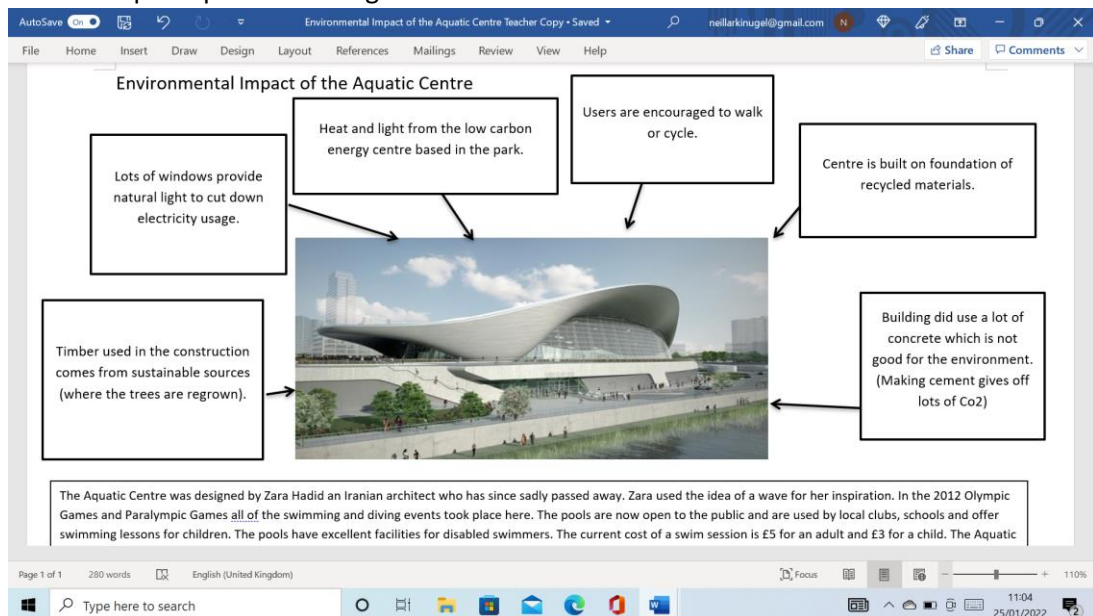 AutoSave On
Environmental Impact of the Aquatic Centre Teacher Copy • Saved
neillarkinugel@gmail.com
N
File Home Insert Draw Design Layout References Mailings Review View Help
Share
Comments
Environmental Impact of the Aquatic Centre
Heat and light from the low carbon
energy centre based in the park.
Users are encouraged to walk
or cycle.
Lots of windows provide
natural light to cut down
electricity usage.
Centre is built on foundation of
recycled materials.
Timber used in the construction
comes from sustainable sources
(where the trees are regrown).
Building did use a lot of
concrete which is not
good for the environment.
(Making cement gives off
lots of Co2)
The Aquatic Centre was designed by Zara Hadid an Iranian architect who has since sadly passed away. Zara used the idea of a wave for her inspiration. In the 2012 Olympic
Games and Paralympic Games all of the swimming and diving events took place here. The pools are now open to the public and are used by local clubs, schools and offer
swimming lessons for children. The pools have excellent facilities for disabled swimmers. The current cost of a swim session is £5 for an adult and £3 for a child. The Aquatic
Page 1 of 1 280 words English (United Kingdom)
Focus
110%
Type here to search
11:04
25/01/2022
2